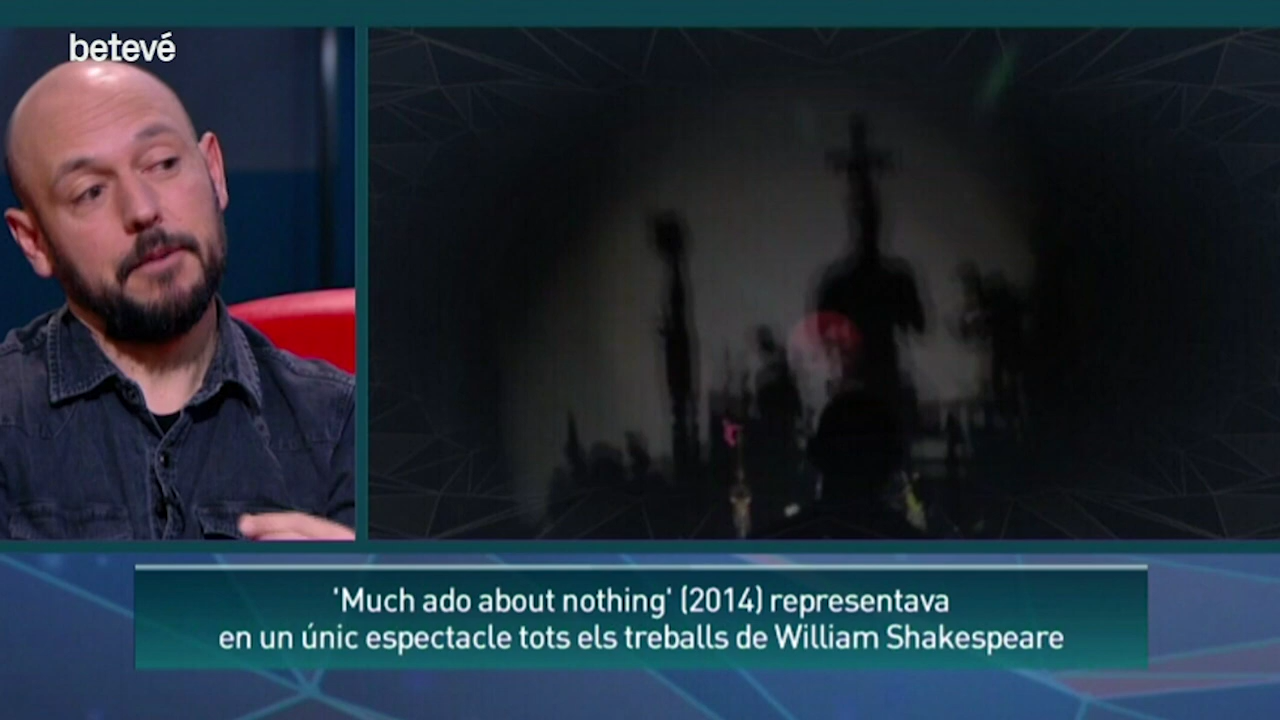 betevé
'Much ado about nothing' (2014) representava
en un únic espectacle tots els treballs de William Shakespeare